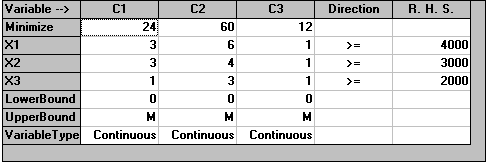 Variable --> C1 C2 C3 Direction R. H. S.
Minimize 24 60 12
X1 3 6 1 >= 4000
X2 3 4 1 >= 3000
X3 1 3 1 >= 2000
LowerBound 0 0 0
UpperBound M M M
VariableType Continuous Continuous Continuous